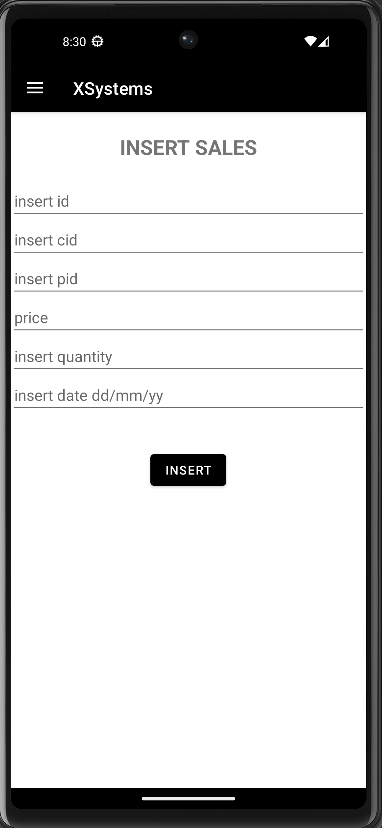 8:30
XSystems
INSERT SALES
insert id
insert cid
insert pid
price
insert quantity
insert date dd/mm/yy
INSERT